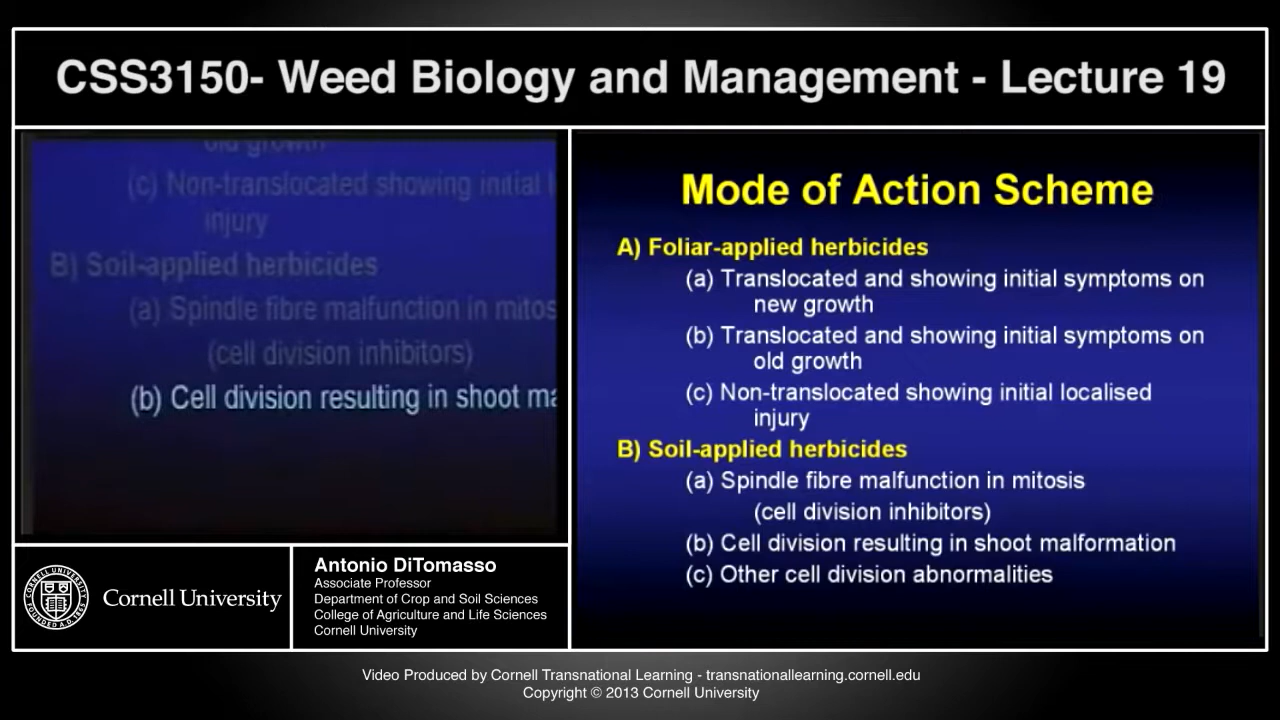 CSS3150- Weed Biology and Management - Lecture 19
old growth
(c) Non-translocated showing initial
injury
B) Soil-applied herbicides
(a) Spindle fibre malfunction in mitos
(cell division inhibitors)
(b) Cell division resulting in shoot ma
Mode of Action Scheme
A) Foliar-applied herbicides
(a) Translocated and showing initial symptoms on
new growth
(b) Translocated and showing initial symptoms on
old growth
(c) Non-translocated showing initial localised
injury
B) Soil-applied herbicides
(a) Spindle fibre malfunction in mitosis
(cell division inhibitors)
(b) Cell division resulting in shoot malformation
(c) Other cell division abnormalities
Cornell University
Antonio DiTomasso
Associate Professor
Department of Crop and Soil Sciences
College of Agriculture and Life Sciences
Cornell University
Video Produced by Cornell Transnational Learning - transnationallearning.cornell.edu
Copyright © 2013 Cornell University